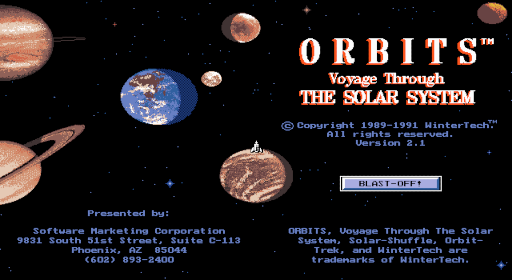 ORBITS™
Voyage Through
THE SOLAR SYSTEM
© Copyright 1989-1991 WinterTech™
All rights reserved.
Version 2.1
BLAST-OFF!
Presented by:
Software Marketing Corporation
9831 South 51st Street, Suite C-113
Phoenix, AZ 85044
(602) 893-2400
ORBITS, Voyage Through The Solar
System, Solar-Shuffle, Orbit-
Trek, and WinterTech are
trademarks of WinterTech.